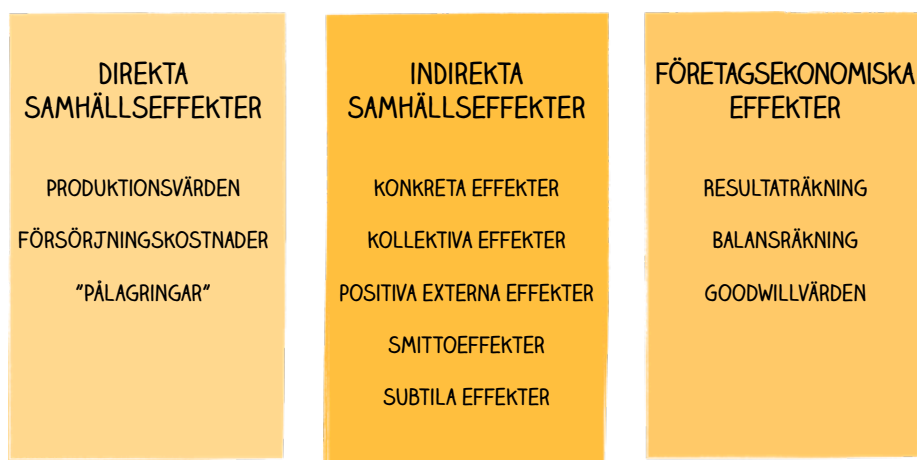 DIREKTA
SAMHÄLLSEFFEKTER
PRODUKTIONSVÄRDEN
FÖRSÖRJNINGSKOSTNADER
"PÅLAGRINGAR"
INDIREKTA
SAMHÄLLSEFFEKTER
KONKRETA EFFEKTER
KOLLEKTIVA EFFEKTER
POSITIVA EXTERNA EFFEKTER
SMITTOEFFEKTER
SUBTILA EFFEKTER
FÖRETAGSEKONOMISKA
EFFEKTER
RESULTATRÄKNING
BALANSRÄKNING
GOODWILLVÄRDEN